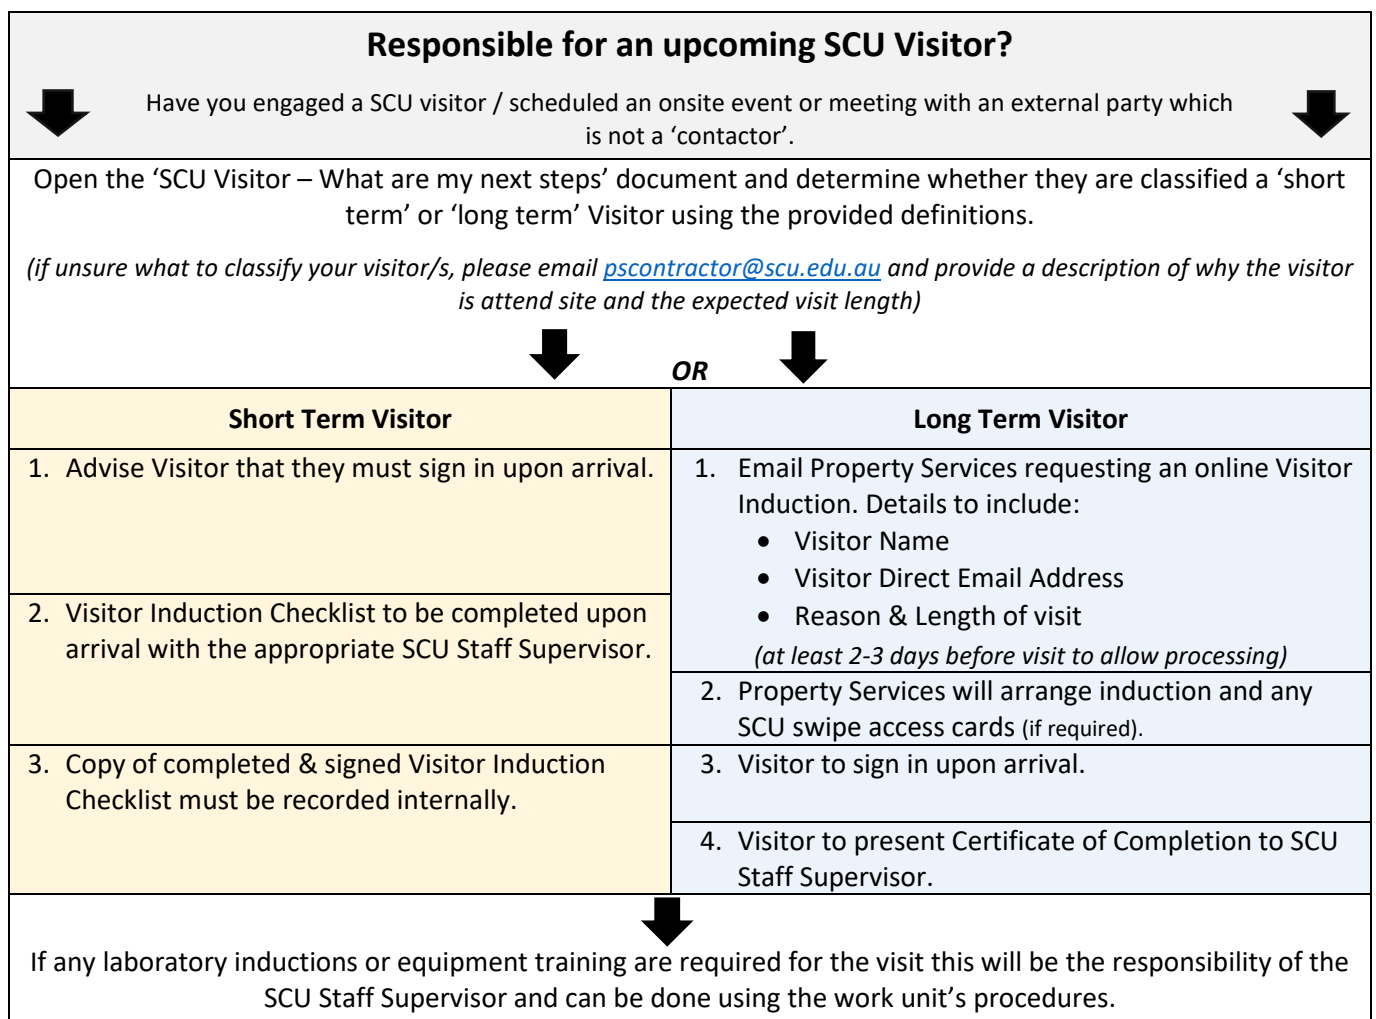 Responsible for an upcoming SCU Visitor?
Have you engaged a SCU visitor / scheduled an onsite event or meeting with an external party which
is not a ‘contactor’.
Open the ‘SCU Visitor – What are my next steps’ document and determine whether they are classified a ‘short
term’ or ‘long term’ Visitor using the provided definitions.
(if unsure what to classify your visitor/s, please email pscontractor@scu.edu.au and provide a description of why the visitor
is attend site and the expected visit length)
OR
Short Term Visitor
1. Advise Visitor that they must sign in upon arrival.
2. Visitor Induction Checklist to be completed upon
arrival with the appropriate SCU Staff Supervisor.
3. Copy of completed & signed Visitor Induction
Checklist must be recorded internally.
Long Term Visitor
1. Email Property Services requesting an online Visitor
Induction. Details to include:
• Visitor Name
• Visitor Direct Email Address
• Reason & Length of visit
(at least 2-3 days before visit to allow processing)
2. Property Services will arrange induction and any
SCU swipe access cards (if required).
3. Visitor to sign in upon arrival.
4. Visitor to present Certificate of Completion to SCU
Staff Supervisor.
If any laboratory inductions or equipment training are required for the visit this will be the responsibility of the
SCU Staff Supervisor and can be done using the work unit’s procedures.